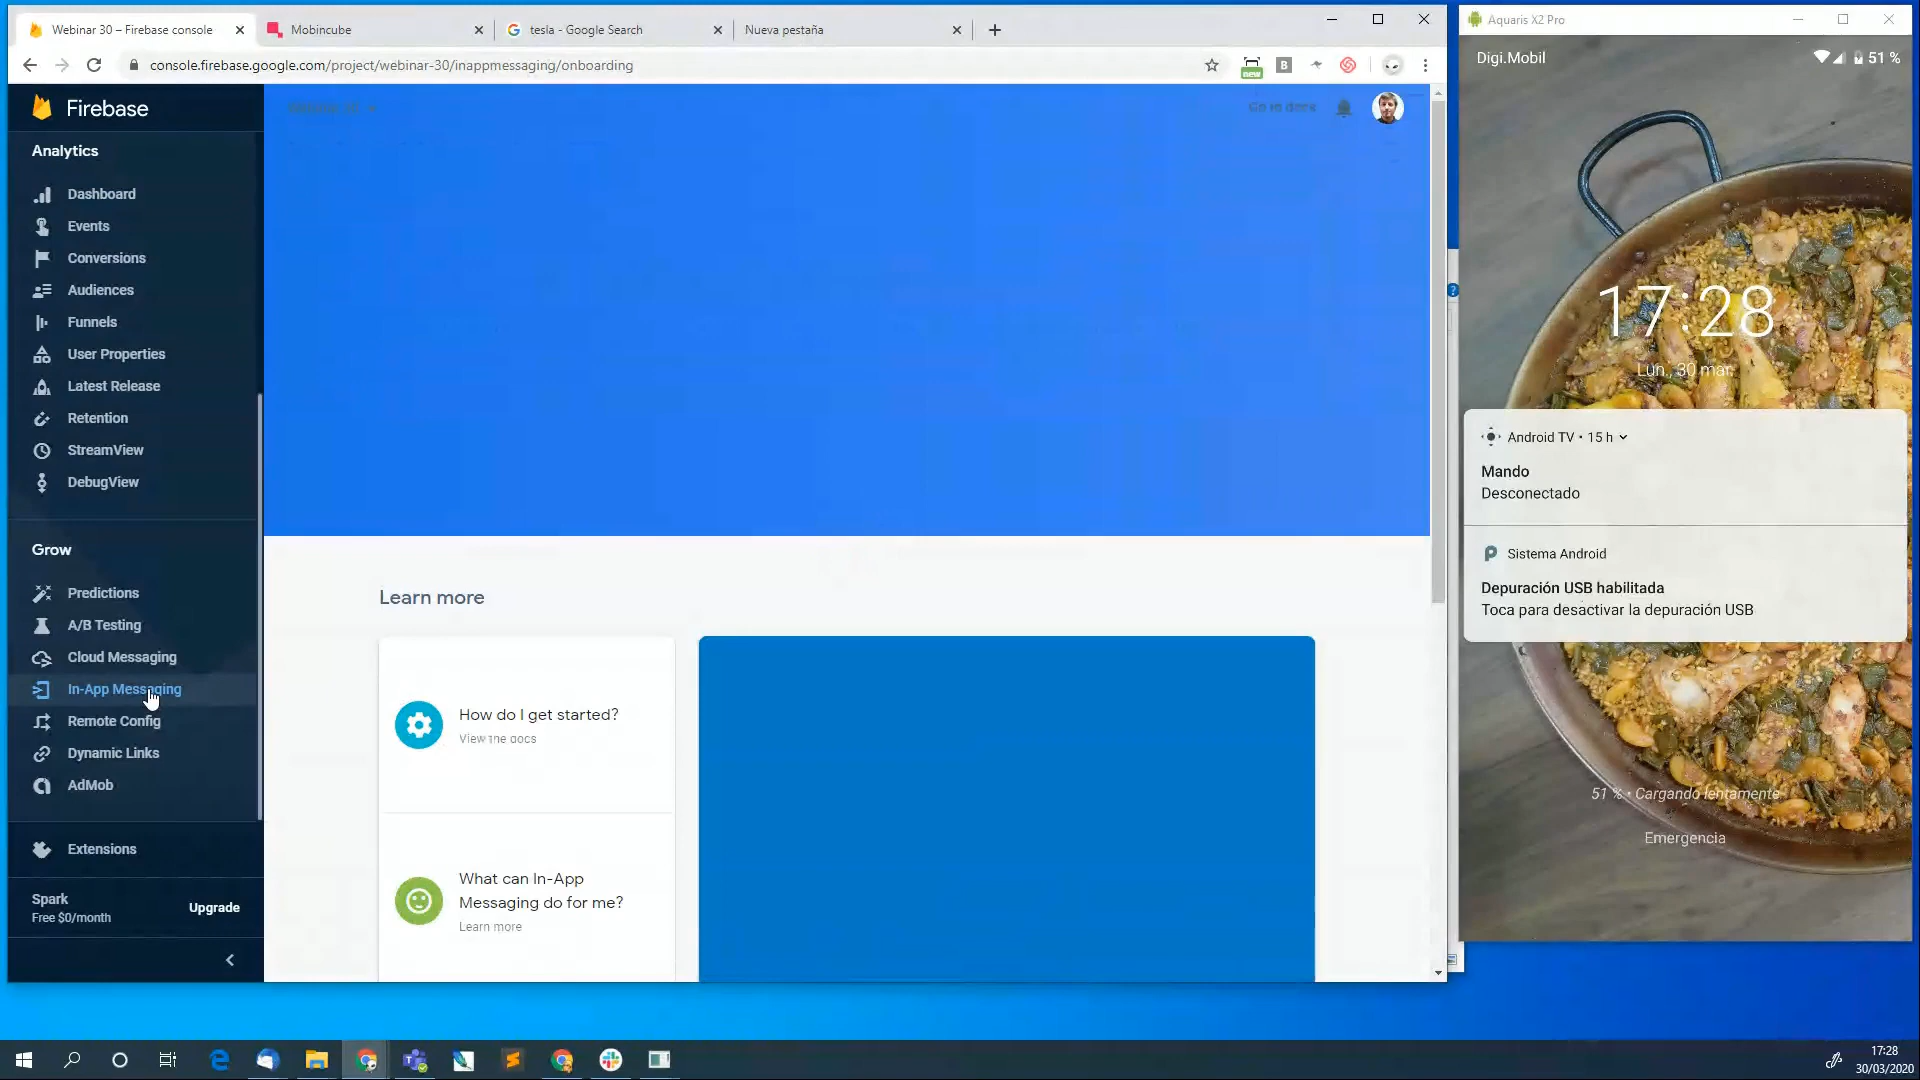 Webinar 30 – Firebase console
Mobincube
tesla - Google Search
Nueva pestaña
console.firebase.google.com/project/webinar-30/inappmessaging/onboarding
new
B
Firebase
Go to docs
Analytics
Dashboard
Events
Conversions
Audiences
Funnels
User Properties
Latest Release
Retention
StreamView
DebugView
Grow
Predictions
A/B Testing
Cloud Messaging
In-App Messaging
Remote Config
Dynamic Links
AdMob
Extensions
Spark
Free $0/month
Upgrade
Learn more
How do I get started?
View the docs
What can In-App
Messaging do for me?
Learn more
Aquaris X2 Pro
Digi.Mobil
51 %
17:28
Lun., 30 mar.
Android TV • 15 h
Mando
Desconectado
Sistema Android
Depuración USB habilitada
Toca para desactivar la depuración USB
51 % • Cargando lentamente
Emergencia
17:28
30/03/2020